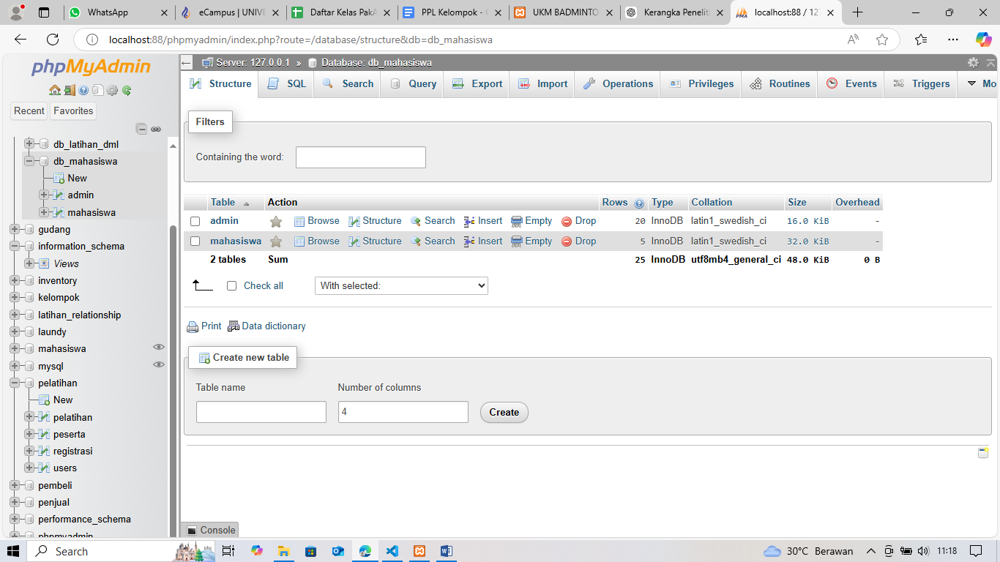 WhatsApp
eCampus | UNIVE
Daftar Kelas PakA
PPL Kelompok - G
UKM BADMINTO
Kerangka Peneliti
localhost:88 / 127
localhost:88/phpmyadmin/index.php?route=/database/structure&db=db_mahasiswa
phpMyAdmin
Recent Favorites
db_latihan_dml
db_mahasiswa
New
admin
mahasiswa
gudang
information_schema
Views
inventory
kelompok
latihan_relationship
laundy
mahasiswa
mysql
pelatihan
New
pelatihan
peserta
registrasi
users
pembeli
penjual
performance_schema
phpmyadmin
Server: 127.0.0.1 » Database: db_mahasiswa
Structure SQL Search Query Export Import Operations Privileges Routines Events Triggers Mo
Filters
Containing the word:
Table Action Rows Type Collation Size Overhead
admin Browse Structure Search Insert Empty Drop 20 InnoDB latin1_swedish_ci 16.0 KiB -
mahasiswa Browse Structure Search Insert Empty Drop 5 InnoDB latin1_swedish_ci 32.0 KiB -
2 tables Sum 25 InnoDB utf8mb4_general_ci 48.0 KiB 0 B
Check all With selected:
Print Data dictionary
Create new table
Table name Number of columns
4 Create
Console
Search 30°C Berawan 11:18